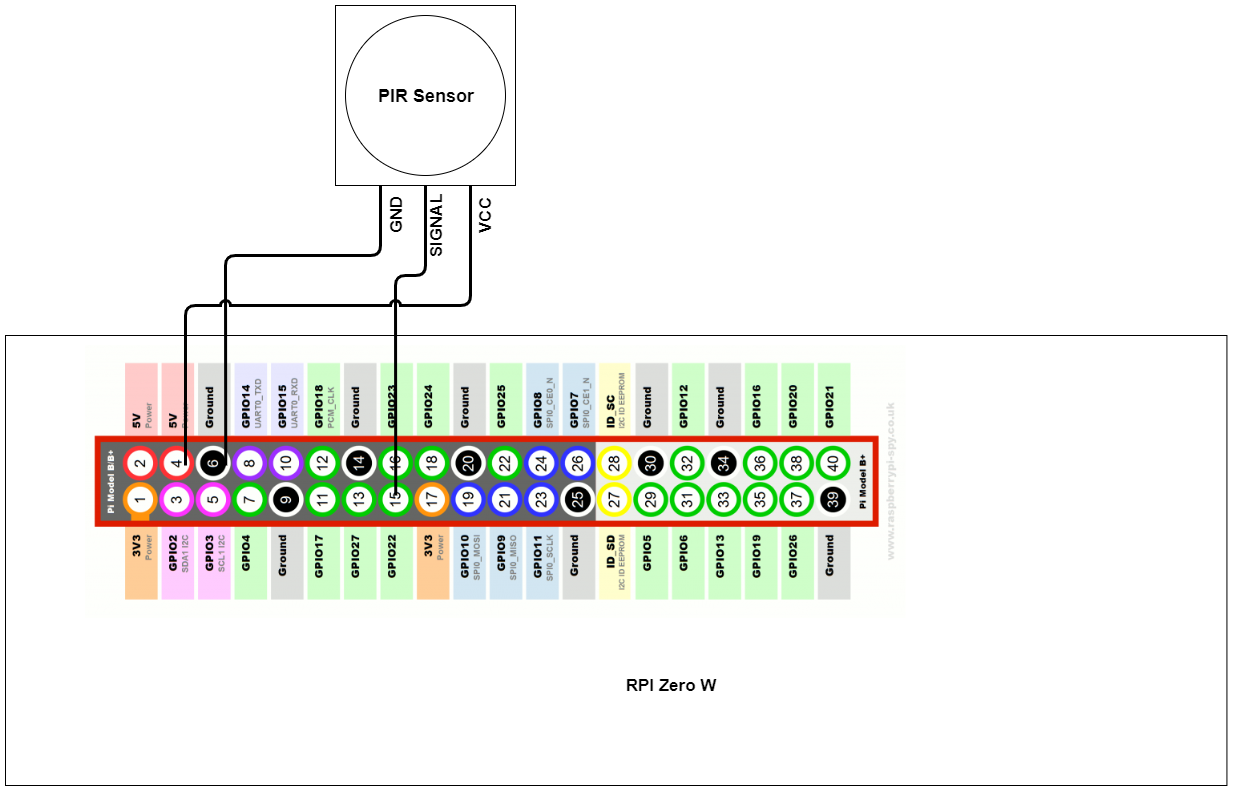 PIR Sensor
GND
SIGNAL
VCC
5V
Power
5V
Ground
GPIO14
UART0_TXD
GPIO15
UART0_RXD
GPIO18
PCM_CLK
Ground
GPIO23
GPIO24
Ground
GPIO25
GPIO8
SPI0_CE0_N
GPIO7
SPI0_CE1_N
ID_SC
I2C ID EEPROM
Ground
GPIO12
Ground
GPIO16
GPIO20
GPIO21
Pi Model B/B+
2 4 6 8 10 12 14 16 18 20 22 24 26 28 30 32 34 36 38 40
1 3 5 7 9 11 13 15 17 19 21 23 25 27 29 31 33 35 37 39
Pi Model B+
www.raspberrypi-spy.co.uk
3V3
Power
GPIO2
SDA1 I2C
GPIO3
SCL1 I2C
GPIO4
Ground
GPIO17
GPIO27
GPIO22
3V3
Power
GPIO10
SPI0_MOSI
GPIO9
SPI0_MISO
GPIO11
SPI0_SCLK
Ground
ID_SD
I2C ID EEPROM
GPIO5
GPIO6
GPIO13
GPIO19
GPIO26
Ground
RPI Zero W